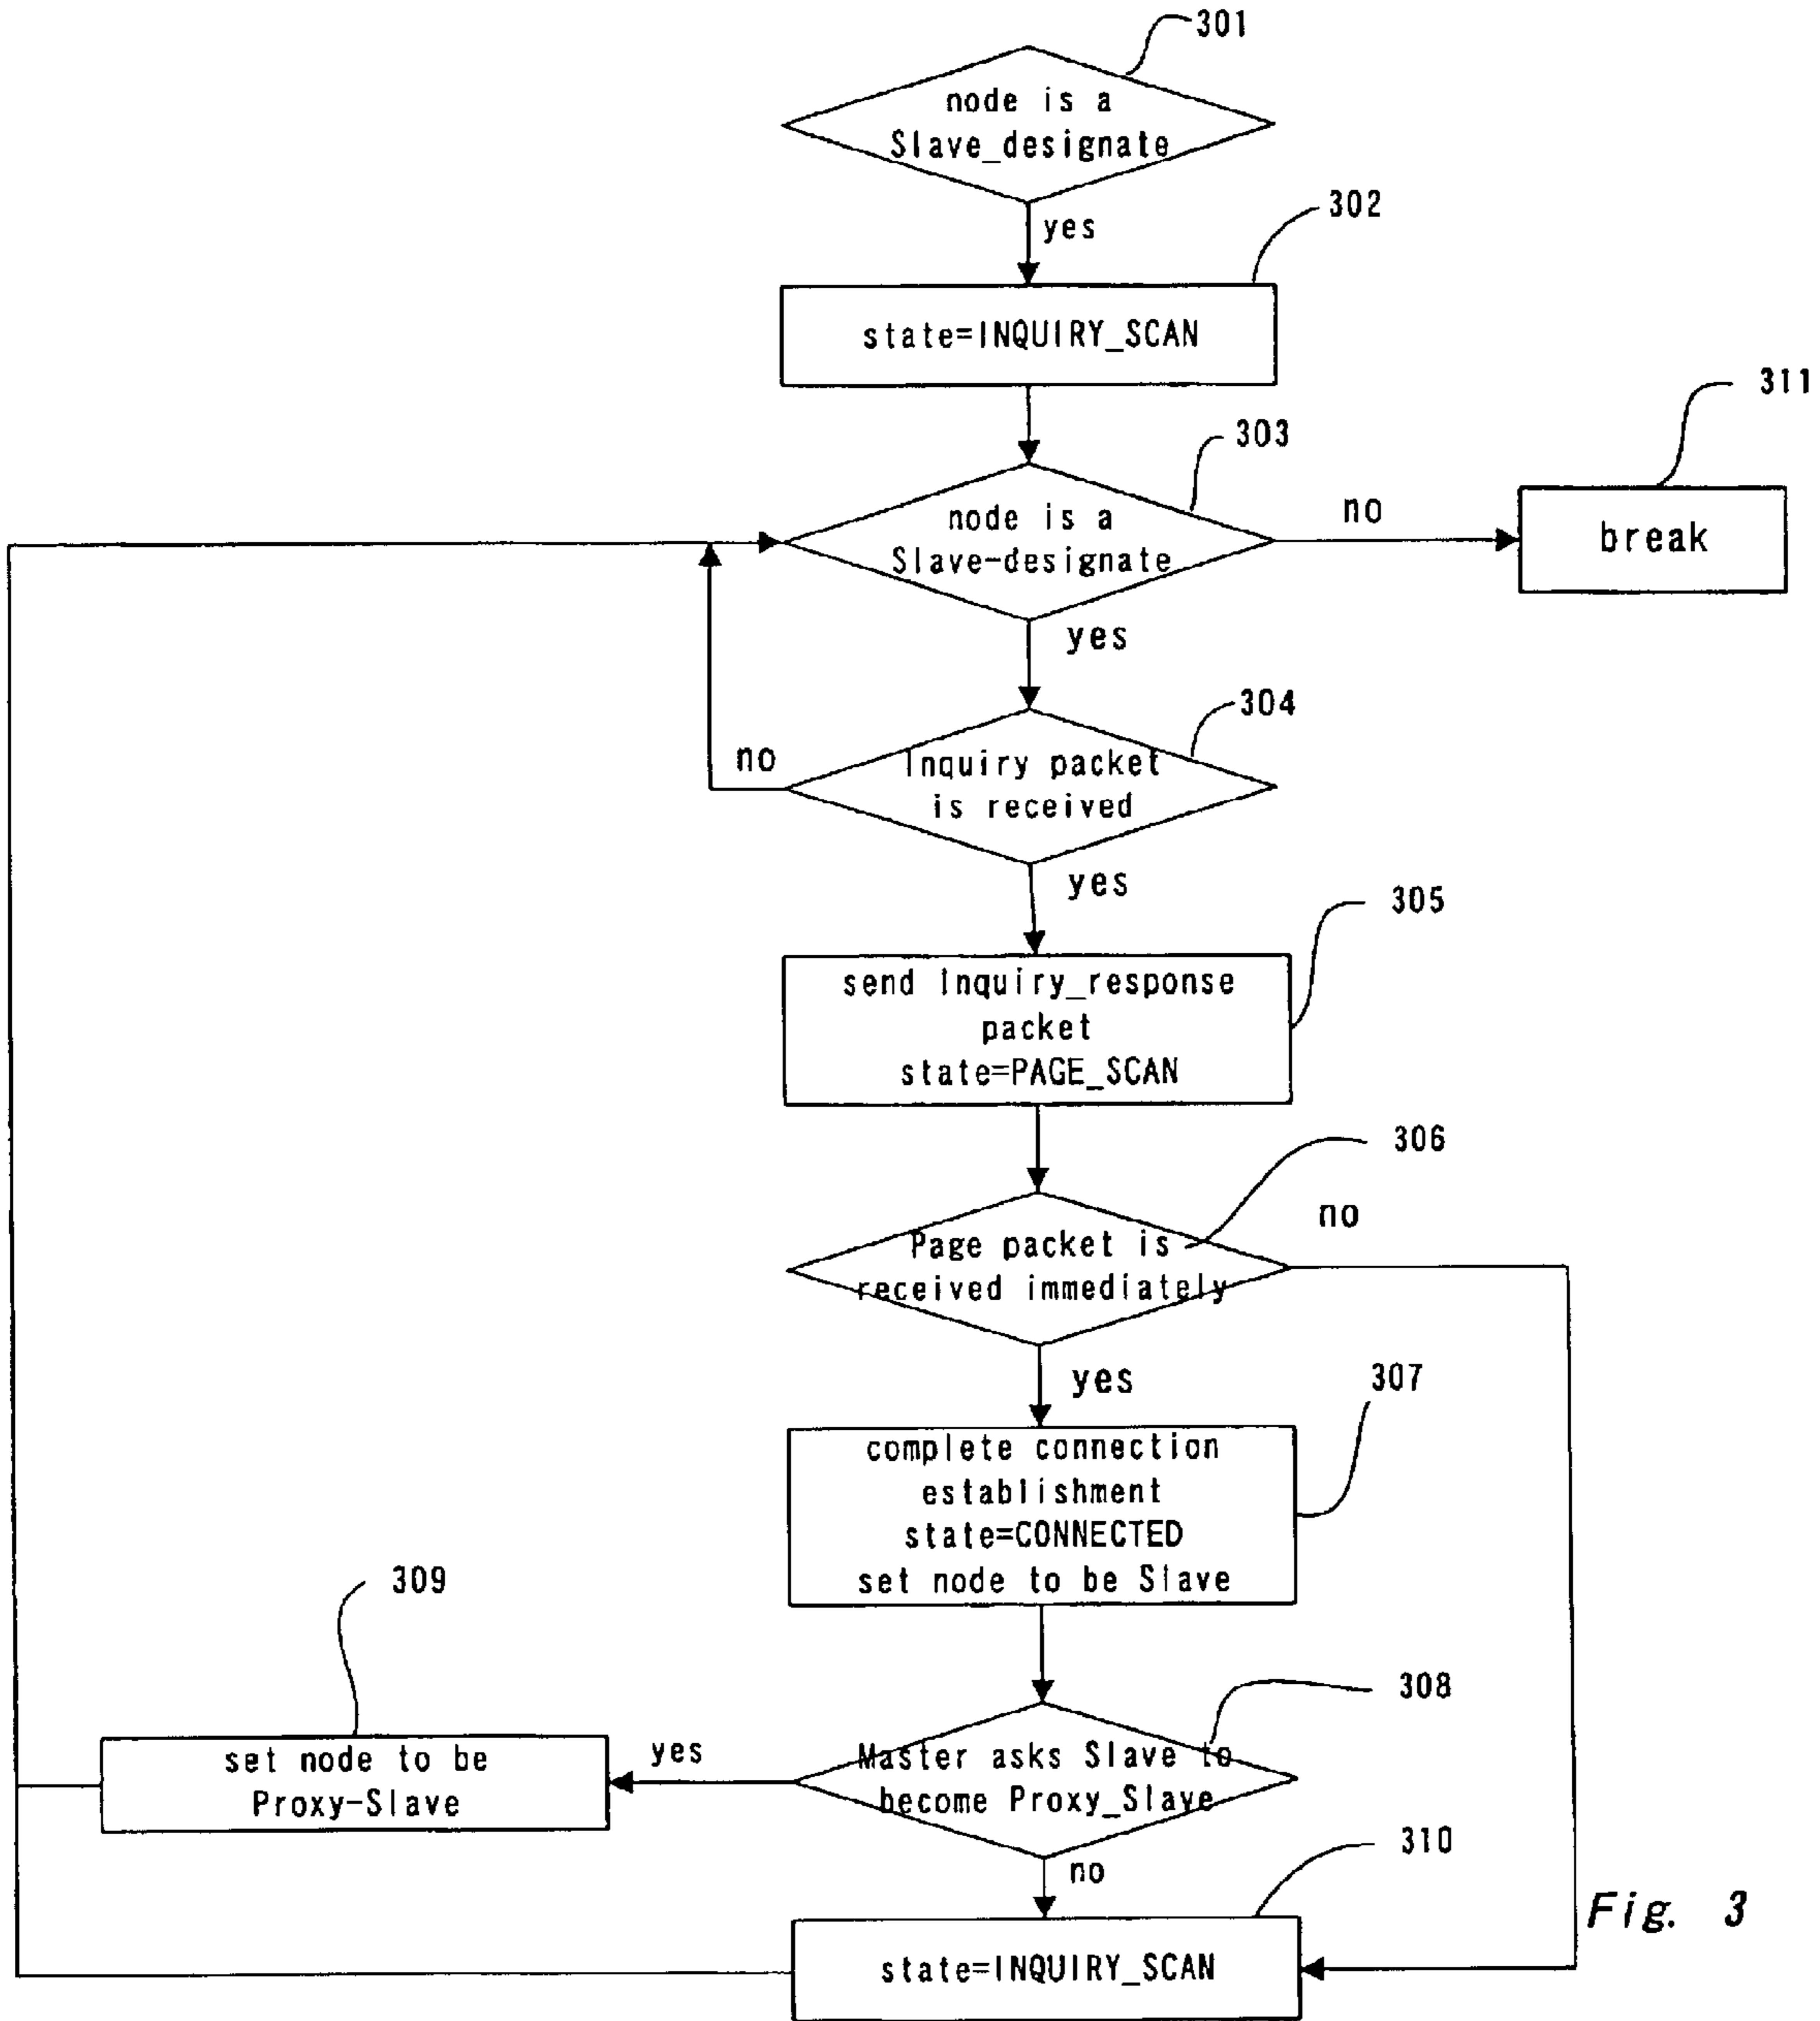 301
node is a
Slave_designate
yes
302
state=INQUIRY_SCAN
303
311
node is a
Slave-designate
no
break
yes
304
no
Inquiry packet
is received
yes
305
send Inquiry_response
packet
state=PAGE_SCAN
306
no
Page packet is
received immediately
yes
307
complete connection
establishment
state=CONNECTED
set node to be Slave
309
308
set node to be
Proxy-Slave
yes
Master asks Slave to
become Proxy_Slave
310
no
state=INQUIRY_SCAN
Fig. 3